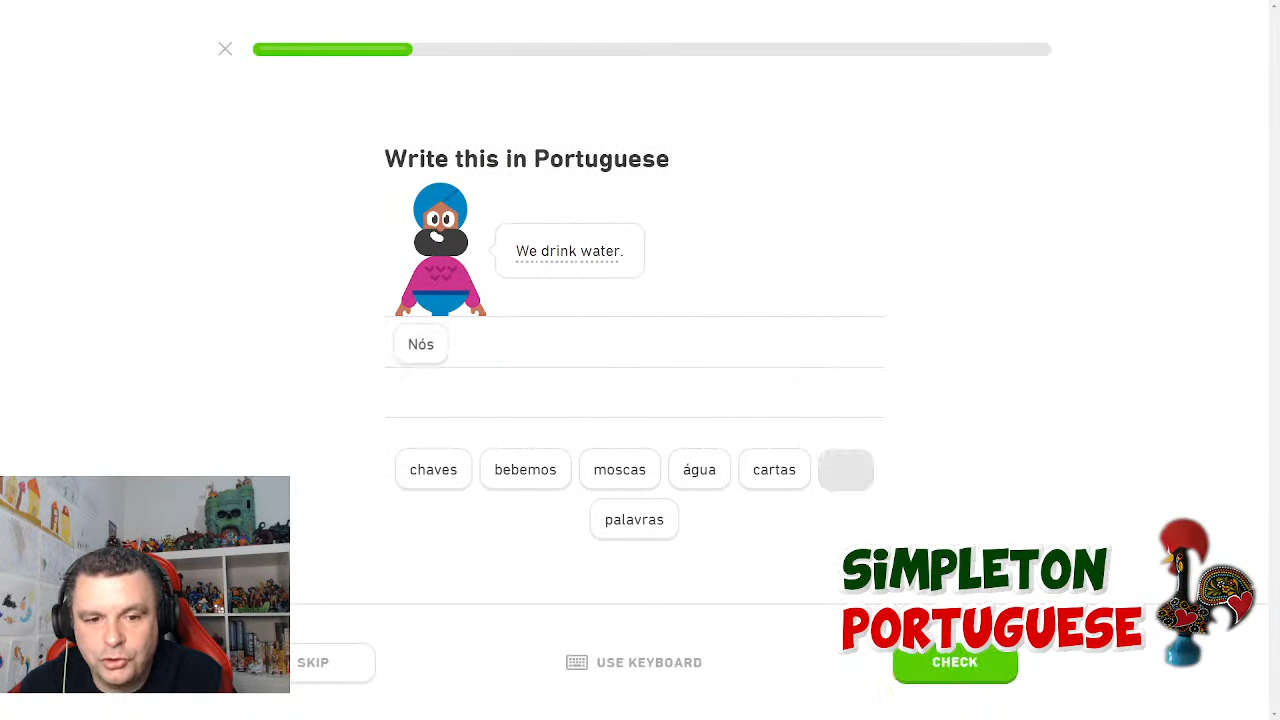 Write this in Portuguese
We drink water.
Nós
chaves bebemos moscas água cartas
palavras
SiMPLETON
PORTUGUESE
SKIP USE KEYBOARD CHECK